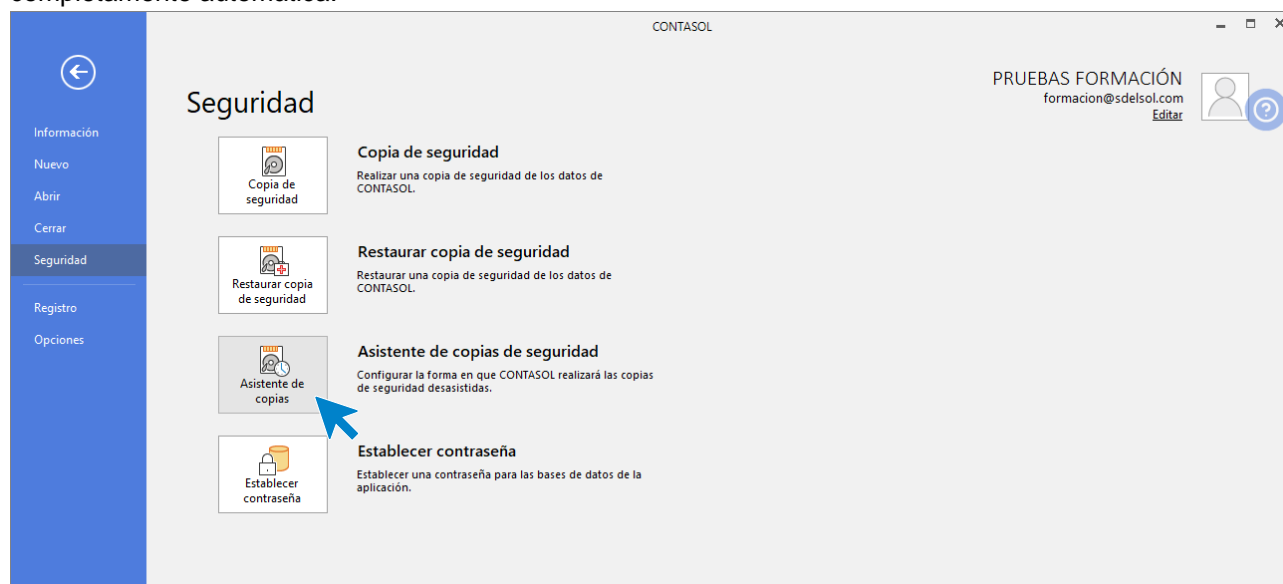 completamente automática.
CONTASOL
PRUEBAS FORMACIÓN
formacion@sdelsol.com
Editar
Información
Nuevo
Abrir
Cerrar
Seguridad
Registro
Opciones
Seguridad
Copia de
seguridad
Copia de seguridad
Realizar una copia de seguridad de los datos de
CONTASOL.
Restaurar copia
de seguridad
Restaurar copia de seguridad
Restaurar una copia de seguridad de los datos de
CONTASOL.
Asistente de
copias
Asistente de copias de seguridad
Configurar la forma en que CONTASOL realizará las copias
de seguridad desasistidas.
Establecer
contraseña
Establecer contraseña
Establecer una contraseña para las bases de datos de la
aplicación.